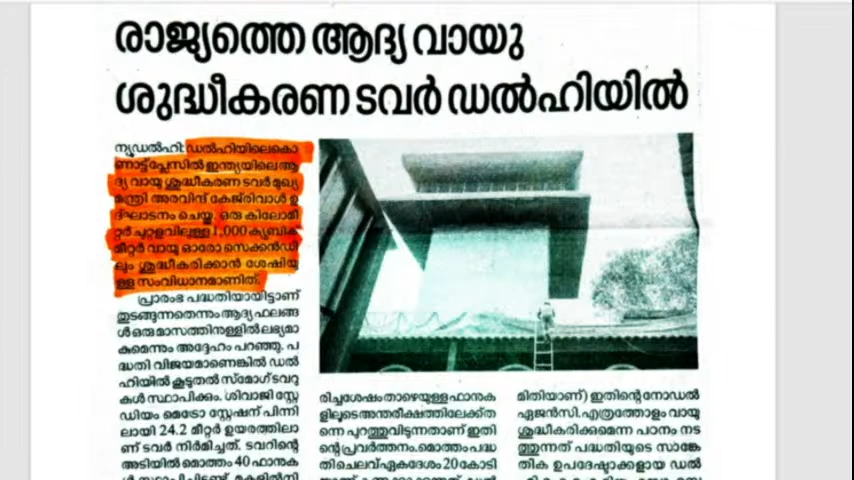 രാജ്യത്തെ ആദ്യ വായു
ശുദ്ധീകരണ ടവർ ഡൽഹിയിൽ
ന്യൂഡൽഹി: ഡൽഹിയിലെ കൊ
ണാട്ട്പ്ലേസിൽ ഇന്ത്യയിലെ ആ
ദ്യ വായു ശുദ്ധീകരണ ടവർ മുഖ്യ
മന്ത്രി അരവിന്ദ് കേജ്‌രിവാൾ ഉ
ദ്ഘാടനം ചെയ്തു. ഒരു കിലോമീ
റ്റർ ചുറ്റളവിലുള്ള 1,000 ക്യുബിക്
മീറ്റർ വായു ഓരോ സെക്കൻഡി
ലും ശുദ്ധീകരിക്കാൻ ശേഷിയു
ള്ള സംവിധാനമാണിത്.
പ്രാരംഭ പദ്ധതിയായിട്ടാണ്
തുടങ്ങുന്നതെന്നും ആദ്യ ഫലങ്ങ
ൾ ഒരു മാസത്തിനുള്ളിൽ ലഭ്യമാ
കുമെന്നും അദ്ദേഹം പറഞ്ഞു. പ
ദ്ധതി വിജയമാണെങ്കിൽ ഡൽ
ഹിയിൽ കൂടുതൽ സ്മോഗ് ടവറു
കൾ സ്ഥാപിക്കും. ശിവാജി സ്റ്റേ
ഡിയം മെട്രോ സ്റ്റേഷന് പിന്നി
ലായി 24.2 മീറ്റർ ഉയരത്തിലാ
ണ് ടവർ നിർമിച്ചത്. ടവറിന്റെ
അടിയിൽ മൊത്തം 40 ഫാനുക
രിച്ചശേഷം താഴെയുള്ള ഫാനുക
ളിലൂടെ അന്തരീക്ഷത്തിലേക്ക് ത
ന്നെ പുറത്തുവിടുന്നതാണ് ഇതി
ന്റെ പ്രവർത്തനം. മൊത്തം പദ്ധ
തിചെലവ് ഏകദേശം 20 കോടി
മിതിയാണ്) ഇതിന്റെ നോഡൽ
ഏജൻസി. എത്രത്തോളം വായു
ശുദ്ധീകരിക്കുമെന്ന പഠനം നട
ത്തുന്നത് പദ്ധതിയുടെ സാങ്കേ
തിക ഉപദേഷ്ടാക്കളായ ഡൽ